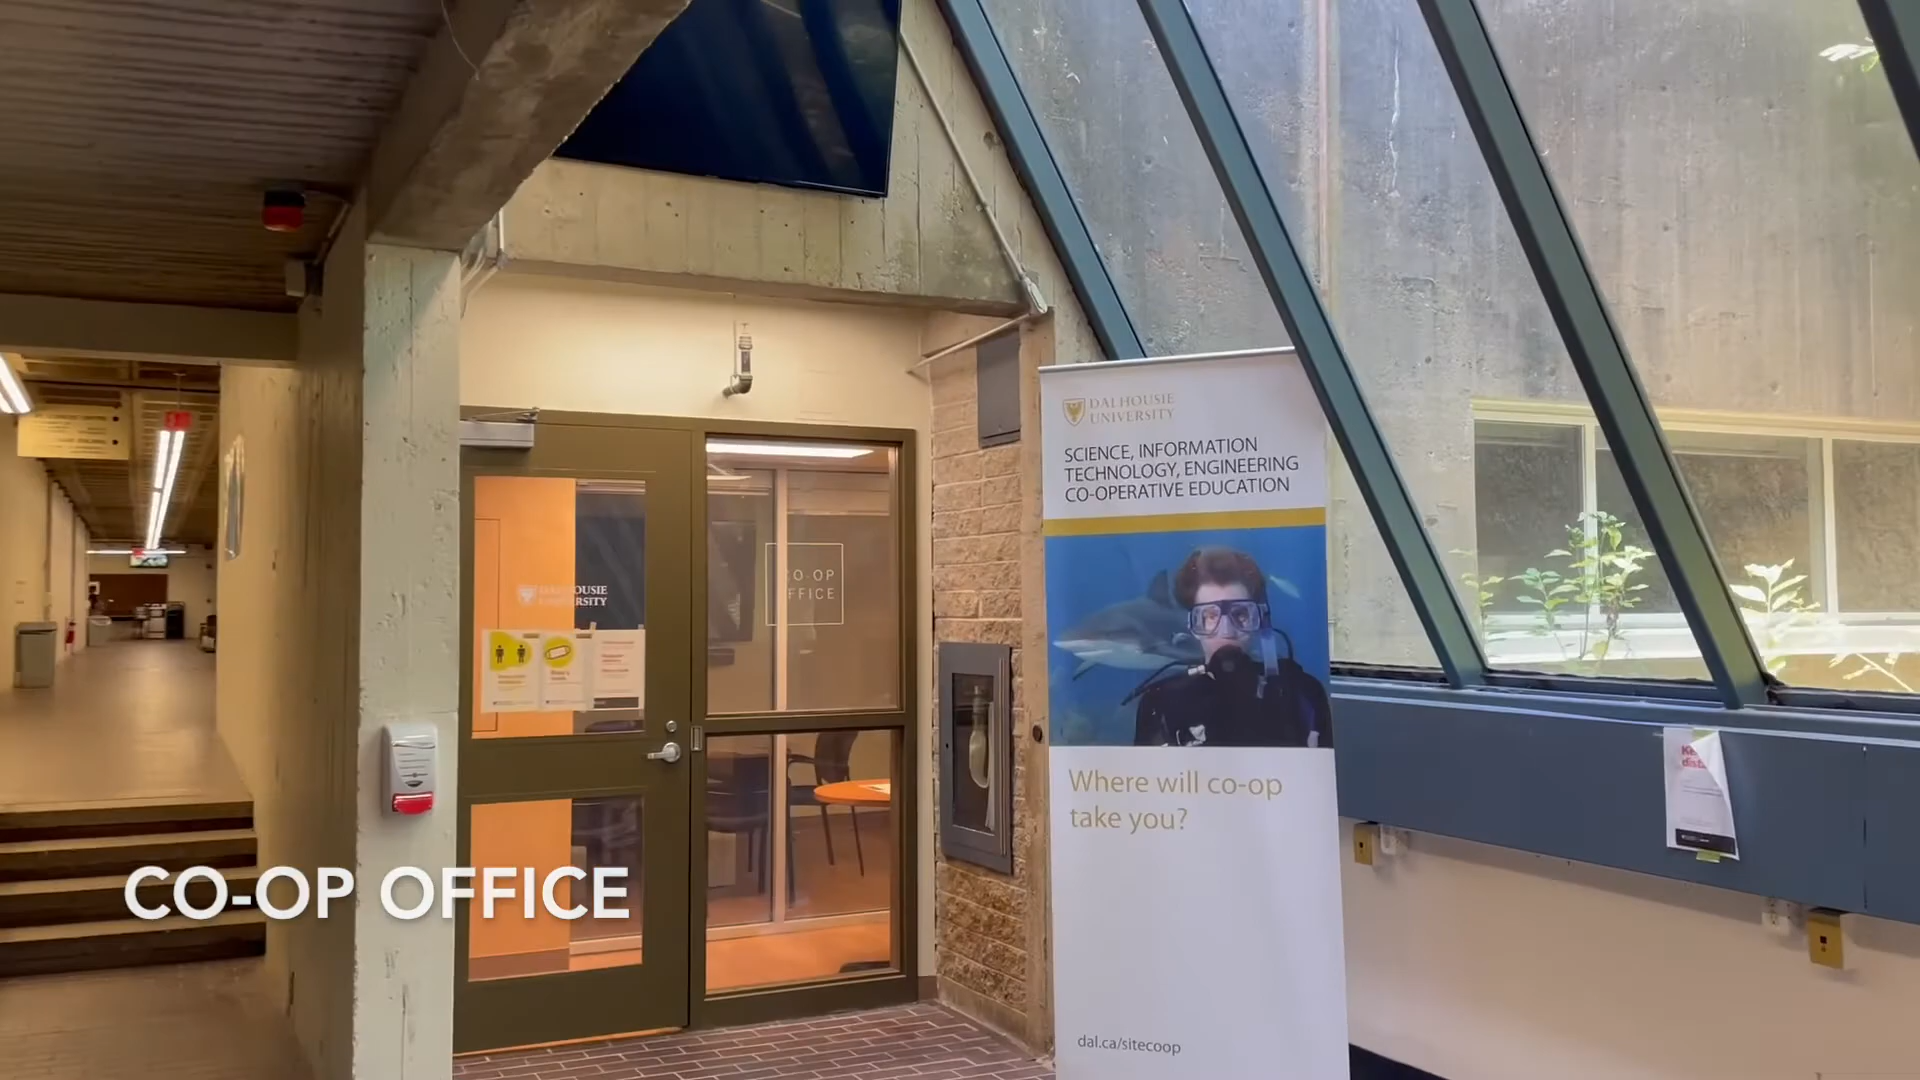 DALHOUSIE
UNIVERSITY
SCIENCE, INFORMATION
TECHNOLOGY, ENGINEERING
CO-OPERATIVE EDUCATION
DALHOUSIE
UNIVERSITY
CO-OP
OFFICE
Where will co-op
take you?
CO-OP OFFICE
dal.ca/sitecoop